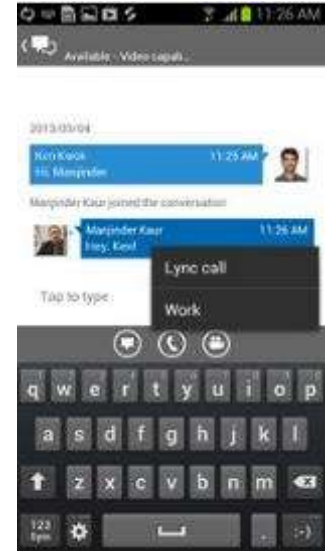 11:26 AM
Available - Video capab...
2013/03/04
Ken Kwok 11:25 AM
Hi, Manjinder
Manjinder Kaur joined the conversation
Manjinder Kaur 11:26 AM
Hey, Ken!
Lync call
Tap to type
Work
q w e r t y u i o p
a s d f g h j k l
z x c v b n m
123
Sym
. :-)